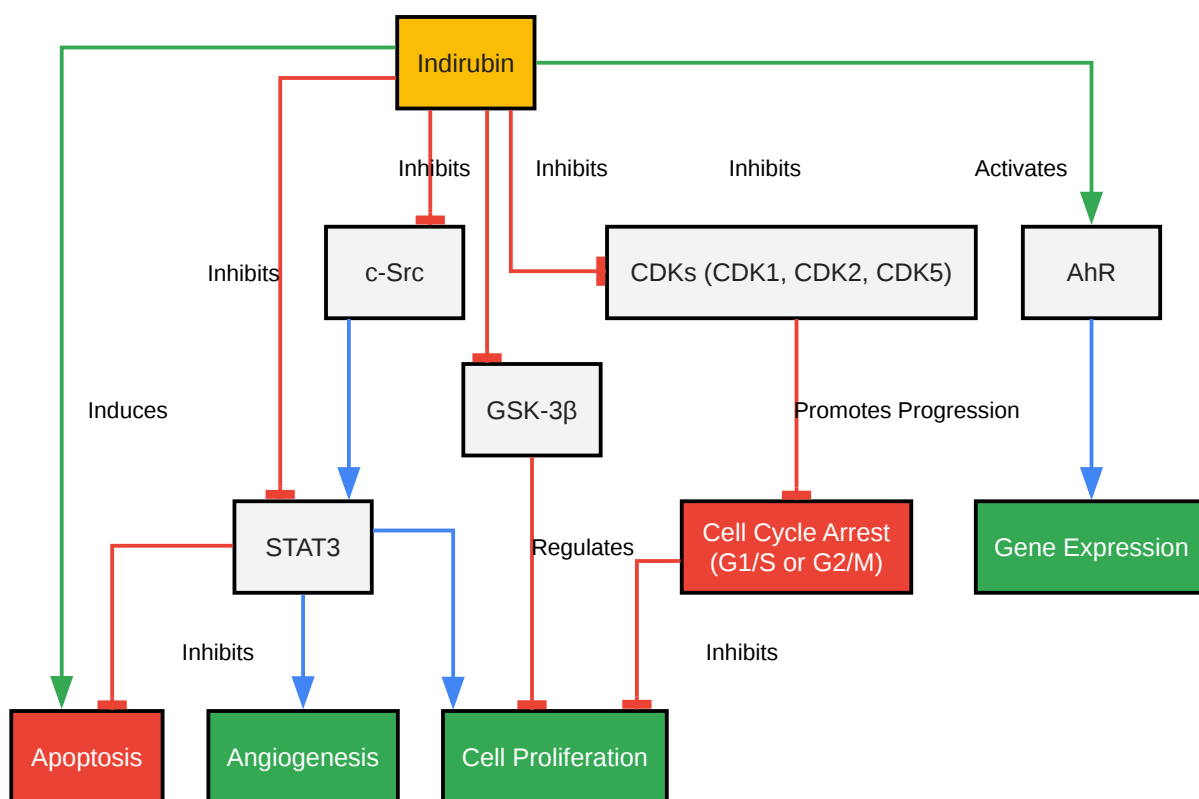 Indirubin
Inhibits
Inhibits
Inhibits
Activates
Inhibits
c-Src
CDKs (CDK1, CDK2, CDK5)
AhR
Induces
GSK-3β
Promotes Progression
STAT3
Regulates
Cell Cycle Arrest
(G1/S or G2/M)
Gene Expression
Inhibits
Inhibits
Apoptosis
Angiogenesis
Cell Proliferation